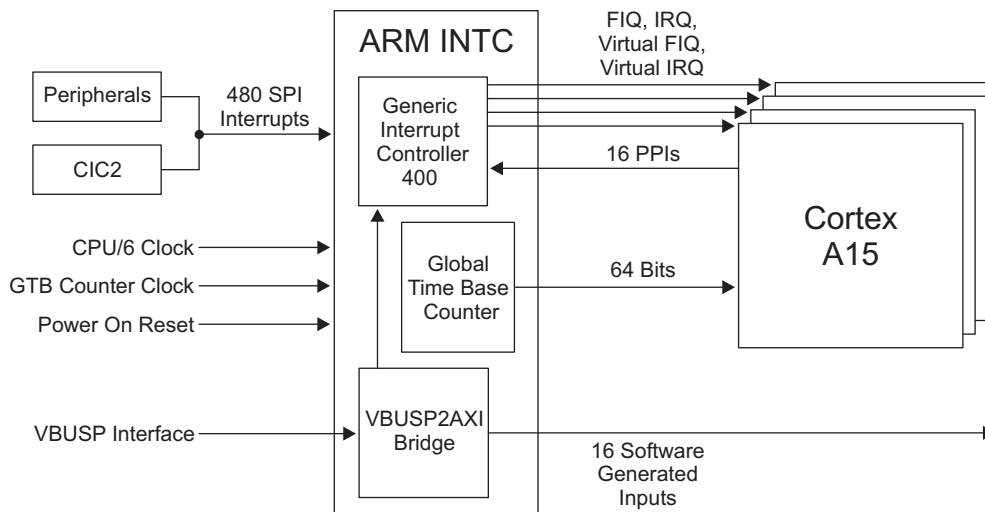 ARM INTC
FIQ, IRQ,
Virtual FIQ,
Virtual IRQ
Peripherals
CIC2
480 SPI
Interrupts
Generic
Interrupt
Controller
400
16 PPIs
Cortex
A15
CPU/6 Clock
GTB Counter Clock
Power On Reset
Global
Time Base
Counter
64 Bits
VBUSP Interface
VBUSP2AXI
Bridge
16 Software
Generated
Inputs